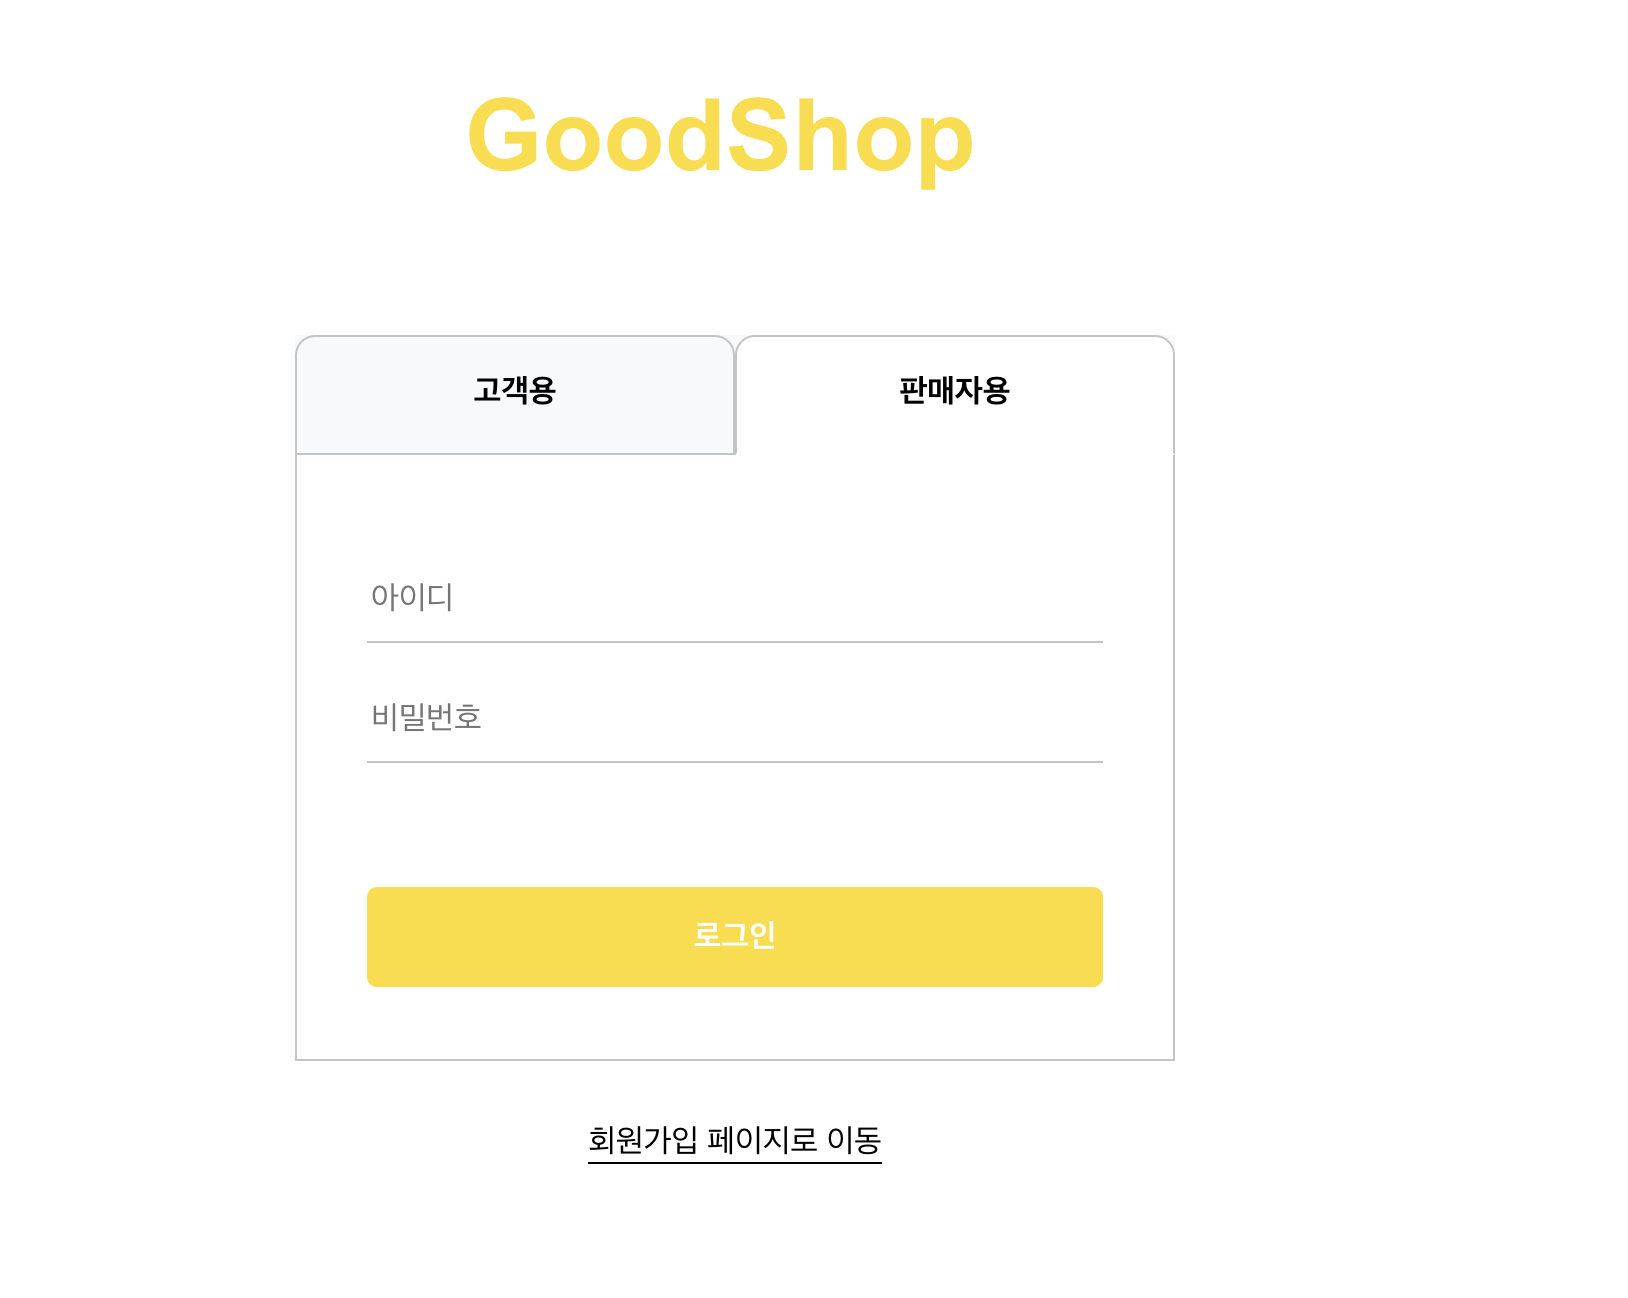 GoodShop
고객용 판매자용
아이디
비밀번호
로그인
회원가입 페이지로 이동